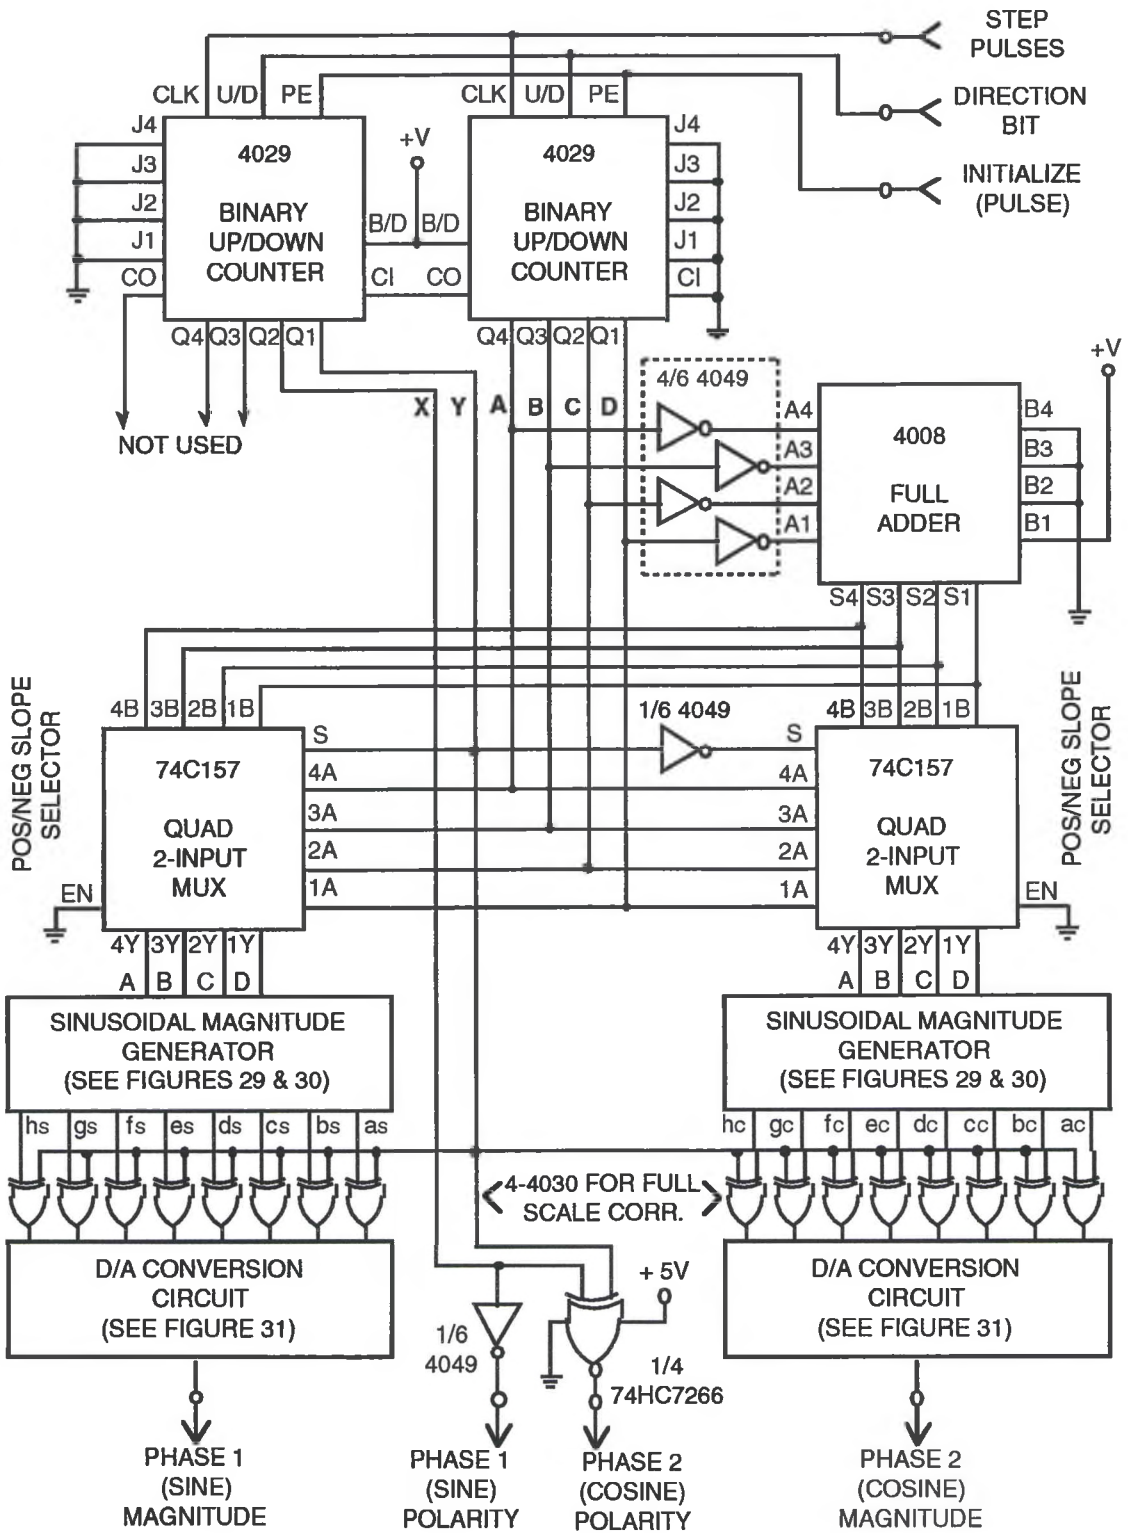 STEP
PULSES
DIRECTION
BIT
INITIALIZE
(PULSE)
CLK U/D PE
CLK U/D PE
J4
J3
J2
J1
CO
4029
BINARY
UP/DOWN
COUNTER
+V
B/D B/D
CI CO
4029
BINARY
UP/DOWN
COUNTER
J4
J3
J2
J1
CI
Q4 Q3 Q2 Q1
Q4 Q3 Q2 Q1
NOT USED
X Y A B C D
4/6 4049
A4
A3
A2
A1
4008
FULL
ADDER
B4
B3
B2
B1
+V
S4 S3 S2 S1
POS/NEG SLOPE
SELECTOR
4B 3B 2B 1B
74C157
QUAD
2-INPUT
MUX
EN
S
4A
3A
2A
1A
4Y 3Y 2Y 1Y
A B C D
1/6 4049
4B 3B 2B 1B
S
4A
3A
2A
1A
74C157
QUAD
2-INPUT
MUX
EN
4Y 3Y 2Y 1Y
A B C D
POS/NEG SLOPE
SELECTOR
SINUSOIDAL MAGNITUDE
GENERATOR
(SEE FIGURES 29 & 30)
SINUSOIDAL MAGNITUDE
GENERATOR
(SEE FIGURES 29 & 30)
hs gs fs es ds cs bs as
hc gc fc ec dc cc bc ac
4-4030 FOR FULL
SCALE CORR.
D/A CONVERSION
CIRCUIT
(SEE FIGURE 31)
1/6
4049
+ 5V
1/4
74HC7266
D/A CONVERSION
CIRCUIT
(SEE FIGURE 31)
PHASE 1
(SINE)
MAGNITUDE
PHASE 1
(SINE)
POLARITY
PHASE 2
(COSINE)
POLARITY
PHASE 2
(COSINE)
MAGNITUDE